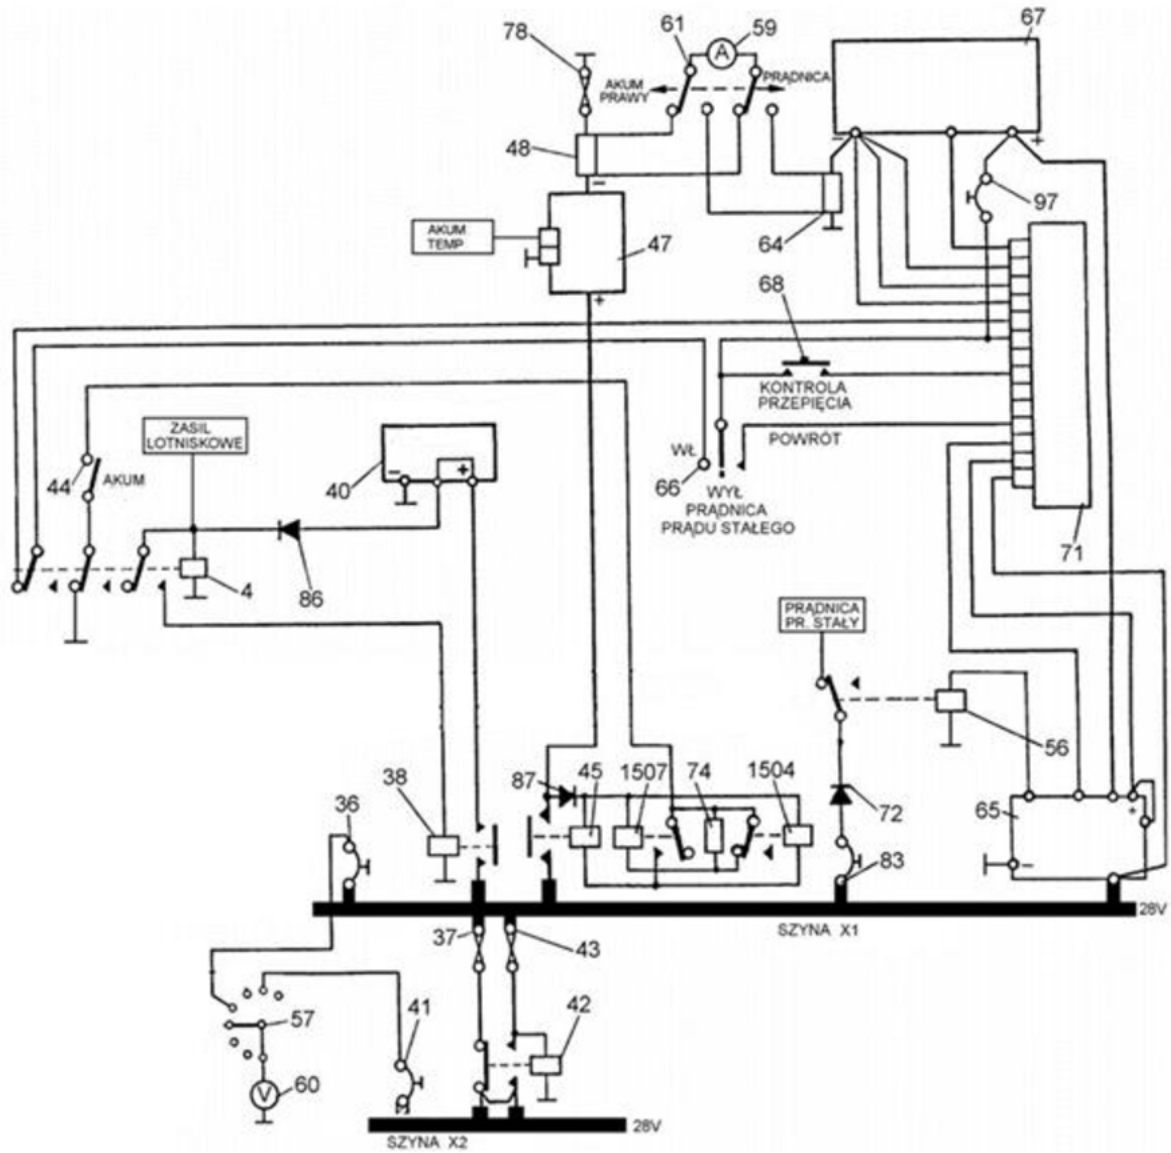 67
61
59
78
A
AKUM
PRAWY
PRĄDNICA
-
+
48
-
97
AKUM
TEMP
47
64
+
68
KONTROLA
PRZEPIĘCIA
ZASIL
LOTNISKOWE
POWRÓT
WŁ
44
AKUM
40
-
+
66
WYŁ
PRĄDNICA
PRĄDU STAŁEGO
71
4
86
PRĄDNICA
PR. STAŁY
56
38
87
45
1507
74
1504
36
72
65
+
-
83
28V
SZYNA X1
37
43
57
41
42
60
V
28V
SZYNA X2